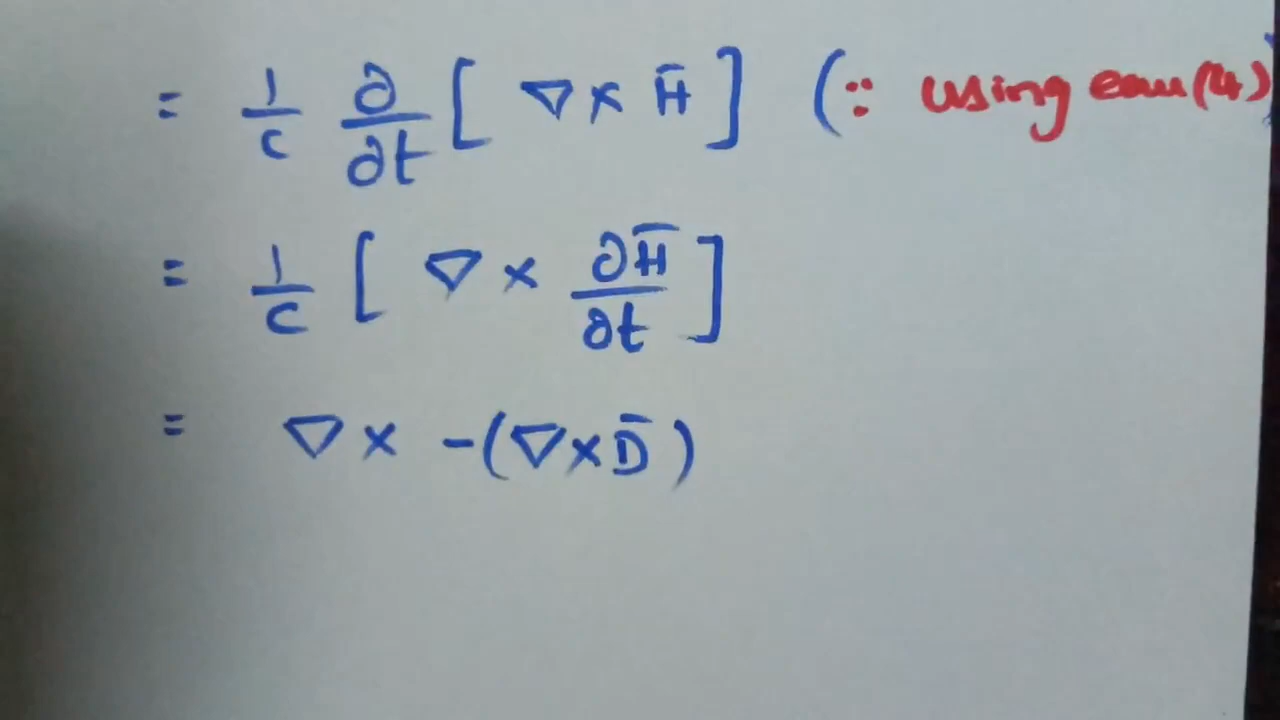 = 1/c ∂/∂t [ ∇ × H̄ ] (∵ using eqn(4))
= 1/c [ ∇ × ∂H̄/∂t ]
= ∇ × -(∇×D̄)